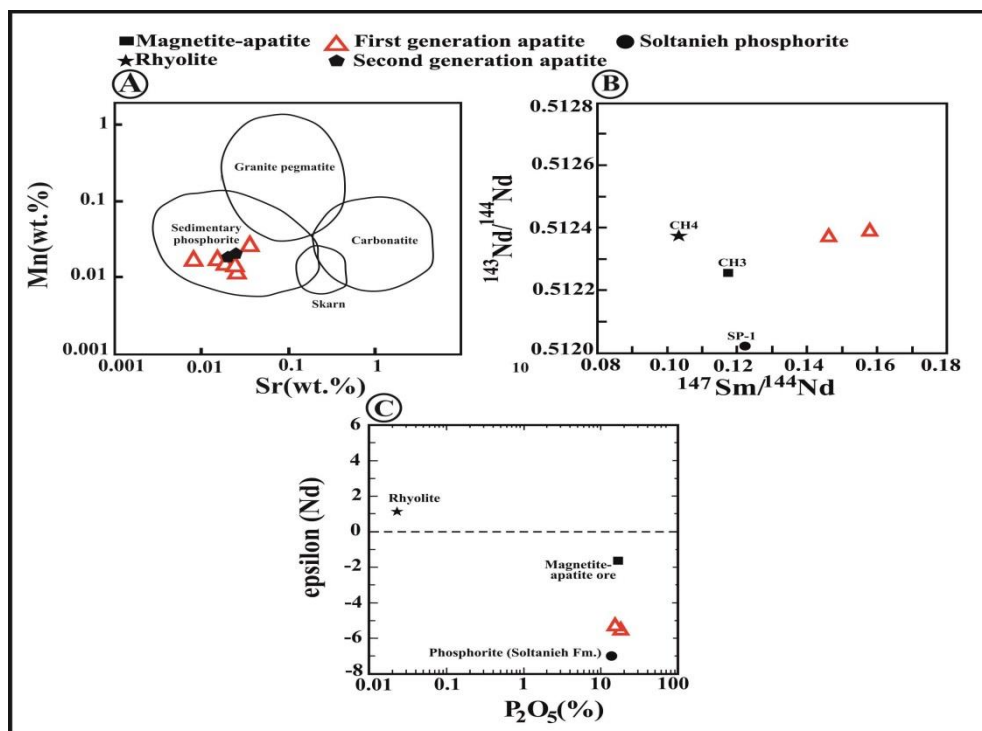 Magnetite-apatite First generation apatite Soltanieh phosphorite
Rhyolite Second generation apatite
A
Mn(wt.%)
1
0.1
0.01
0.001
Granite pegmatite
Sedimentary
phosphorite
Carbonatite
Skarn
0.001 0.01 0.1 1
Sr(wt.%)
B
143Nd/144Nd
0.5128
0.5126
0.5124
0.5122
0.5120
CH4
CH3
SP-1
10
0.08 0.10 0.12 0.14 0.16 0.18
147Sm/144Nd
C
epsilon (Nd)
6
4
2
0
-2
-4
-6
-8
Rhyolite
Magnetite-
apatite ore
Phosphorite (Soltanieh Fm.)
0.01 0.1 1 10 100
P2O5(%)